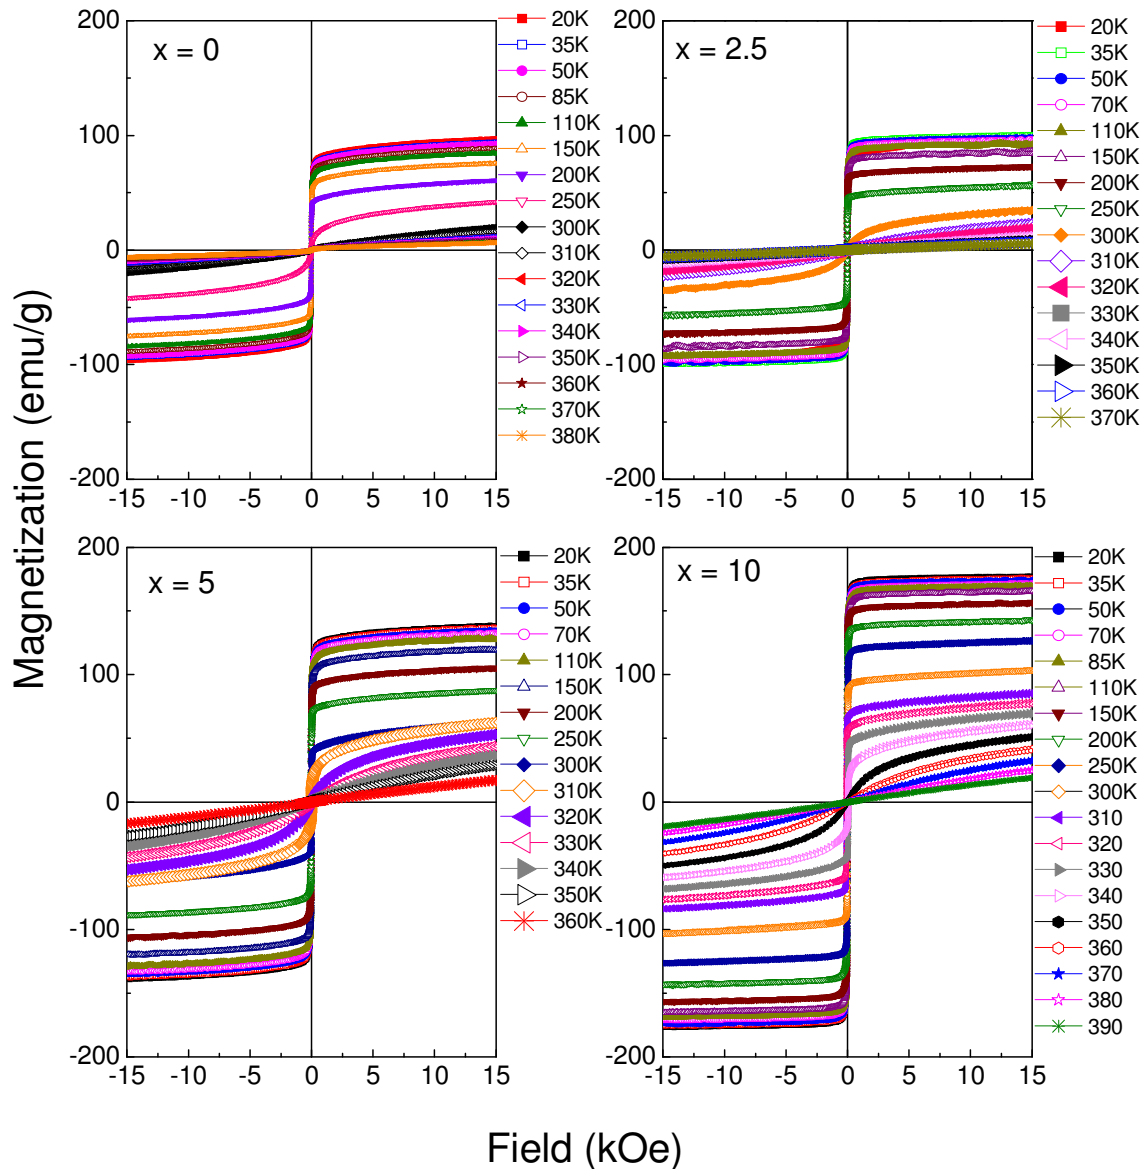 Magnetization (emu/g)
x = 0
200
100
0
-100
-200
-15
-10
-5
0
5
10
15
20K
35K
50K
85K
110K
150K
200K
250K
300K
310K
320K
330K
340K
350K
360K
370K
380K
x = 2.5
200
100
0
-100
-200
-15
-10
-5
0
5
10
15
20K
35K
50K
70K
110K
150K
200K
250K
300K
310K
320K
330K
340K
350K
360K
370K
x = 5
200
100
0
-100
-200
-15
-10
-5
0
5
10
15
20K
35K
50K
70K
110K
150K
200K
250K
300K
310K
320K
330K
340K
350K
360K
x = 10
200
100
0
-100
-200
-15
-10
-5
0
5
10
15
20K
35K
50K
70K
85K
110K
150K
200K
250K
300K
310
320
330
340
350
360
370
380
390
Field (kOe)